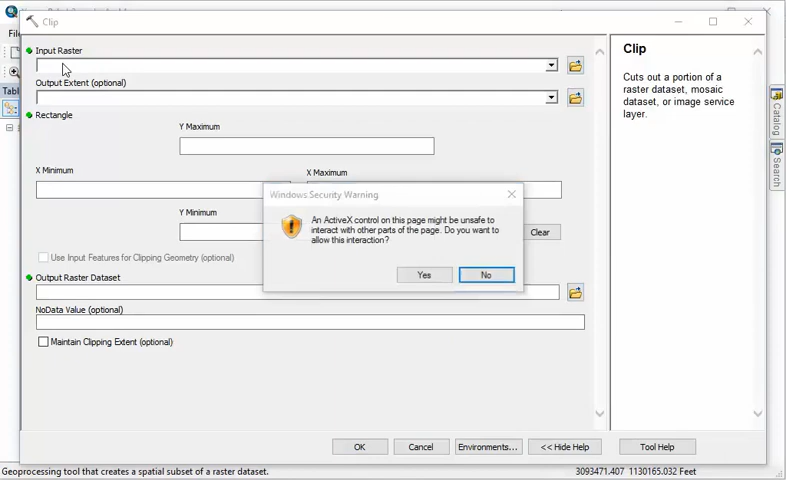 Clip
Fil
Input Raster
Clip
Cuts out a portion of a
raster dataset, mosaic
dataset, or image service
layer.
Output Extent (optional)
Tabl
Rectangle
Y Maximum
X Minimum
X Maximum
Windows Security Warning
An ActiveX control on this page might be unsafe to
interact with other parts of the page. Do you want to
allow this interaction?
Yes
No
Y Minimum
Clear
Use Input Features for Clipping Geometry (optional)
Output Raster Dataset
NoData Value (optional)
Maintain Clipping Extent (optional)
OK
Cancel
Environments...
<< Hide Help
Tool Help
Catalog
Search
Geoprocessing tool that creates a spatial subset of a raster dataset.
3093471.407 1130165.032 Feet